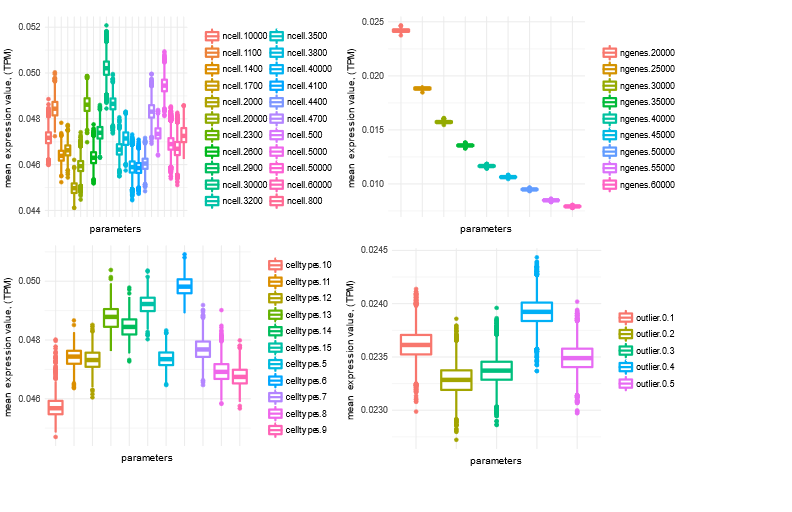 mean expression value, (TPM)
0.052
0.050
0.048
0.046
0.044
parameters
ncell.10000
ncell.1100
ncell.1400
ncell.1700
ncell.2000
ncell.20000
ncell.2300
ncell.2600
ncell.2900
ncell.30000
ncell.3200
ncell.3500
ncell.3800
ncell.40000
ncell.4100
ncell.4400
ncell.4700
ncell.500
ncell.5000
ncell.50000
ncell.60000
ncell.800
mean expression value, (TPM)
0.025
0.020
0.015
0.010
parameters
ngenes.20000
ngenes.25000
ngenes.30000
ngenes.35000
ngenes.40000
ngenes.45000
ngenes.50000
ngenes.55000
ngenes.60000
mean expression value, (TPM)
0.050
0.048
0.046
parameters
celltypes.10
celltypes.11
celltypes.12
celltypes.13
celltypes.14
celltypes.15
celltypes.5
celltypes.6
celltypes.7
celltypes.8
celltypes.9
mean expression value, (TPM)
0.0245
0.0240
0.0235
0.0230
parameters
outlier.0.1
outlier.0.2
outlier.0.3
outlier.0.4
outlier.0.5